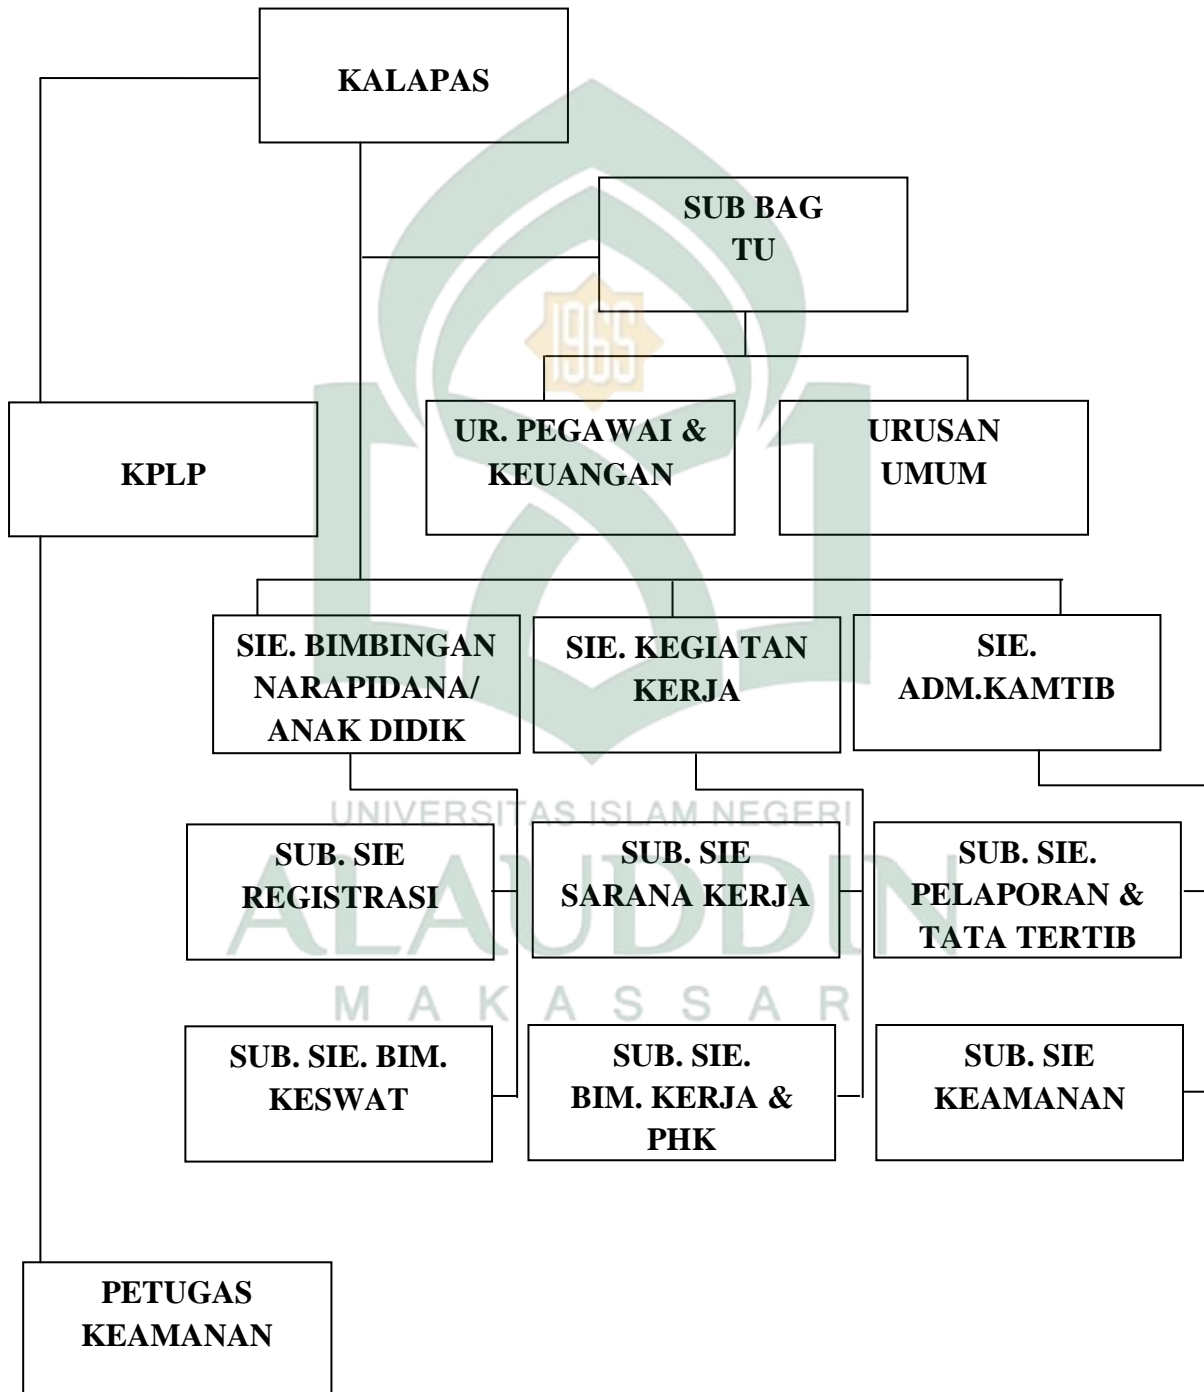 KALAPAS
SUB BAG
TU
1965
UR. PEGAWAI &
KEUANGAN
URUSAN
UMUM
KPLP
SIE. BIMBINGAN
NARAPIDANA/
ANAK DIDIK
SIE. KEGIATAN
KERJA
SIE.
ADM.KAMTIB
UNIVERSITAS ISLAM NEGERI
SUB. SIE
REGISTRASI
SUB. SIE
SARANA KERJA
SUB. SIE.
PELAPORAN &
TATA TERTIB
ALAUDDIN
MAKASSAR
SUB. SIE. BIM.
KESWAT
SUB. SIE.
BIM. KERJA &
PHK
SUB. SIE
KEAMANAN
PETUGAS
KEAMANAN